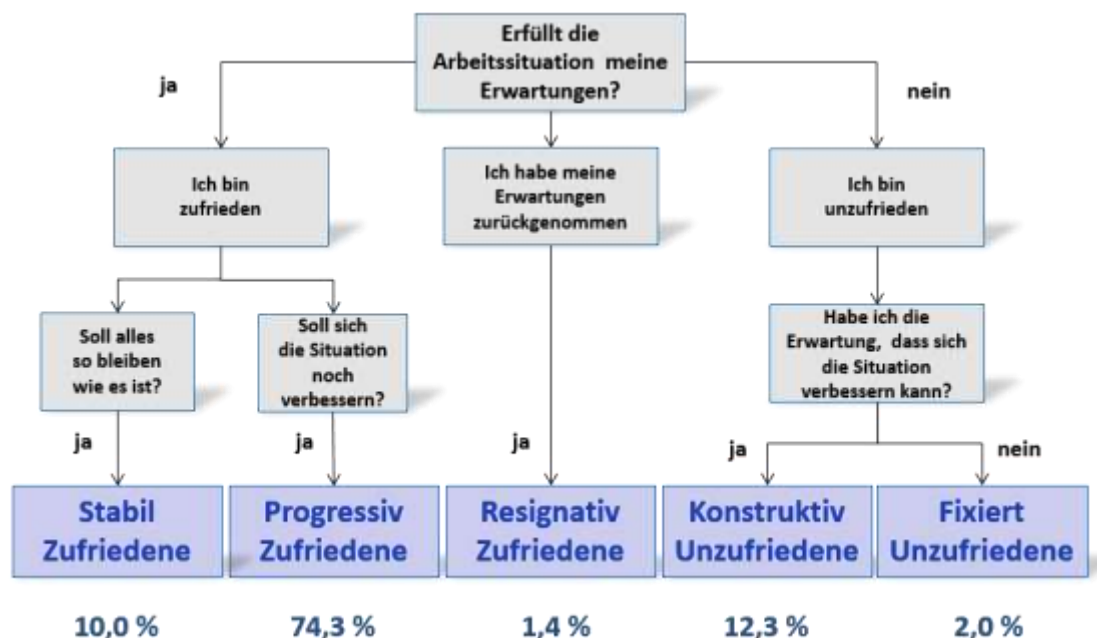 Erfüllt die
Arbeitssituation meine
Erwartungen?
ja
nein
Ich bin
zufrieden
Ich habe meine
Erwartungen
zurückgenommen
Ich bin
unzufrieden
Soll alles
so bleiben
wie es ist?
Soll sich
die Situation
noch
verbessern?
Habe ich die
Erwartung, dass sich
die Situation
verbessern kann?
ja
ja
ja
ja
nein
Stabil
Zufriedene
Progressiv
Zufriedene
Resignativ
Zufriedene
Konstruktiv
Unzufriedene
Fixiert
Unzufriedene
10,0 %
74,3 %
1,4 %
12,3 %
2,0 %